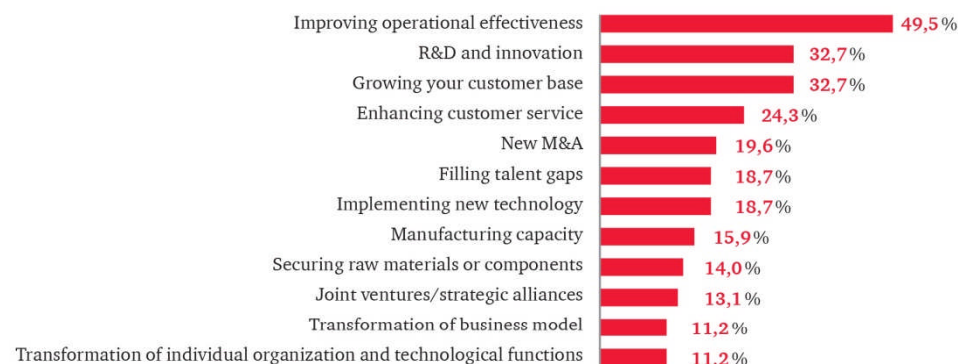 Improving operational effectiveness 49,5%
R&D and innovation 32,7%
Growing your customer base 32,7%
Enhancing customer service 24,3%
New M&A 19,6%
Filling talent gaps 18,7%
Implementing new technology 18,7%
Manufacturing capacity 15,9%
Securing raw materials or components 14,0%
Joint ventures/strategic alliances 13,1%
Transformation of business model 11,2%
Transformation of individual organization and technological functions 11,2%